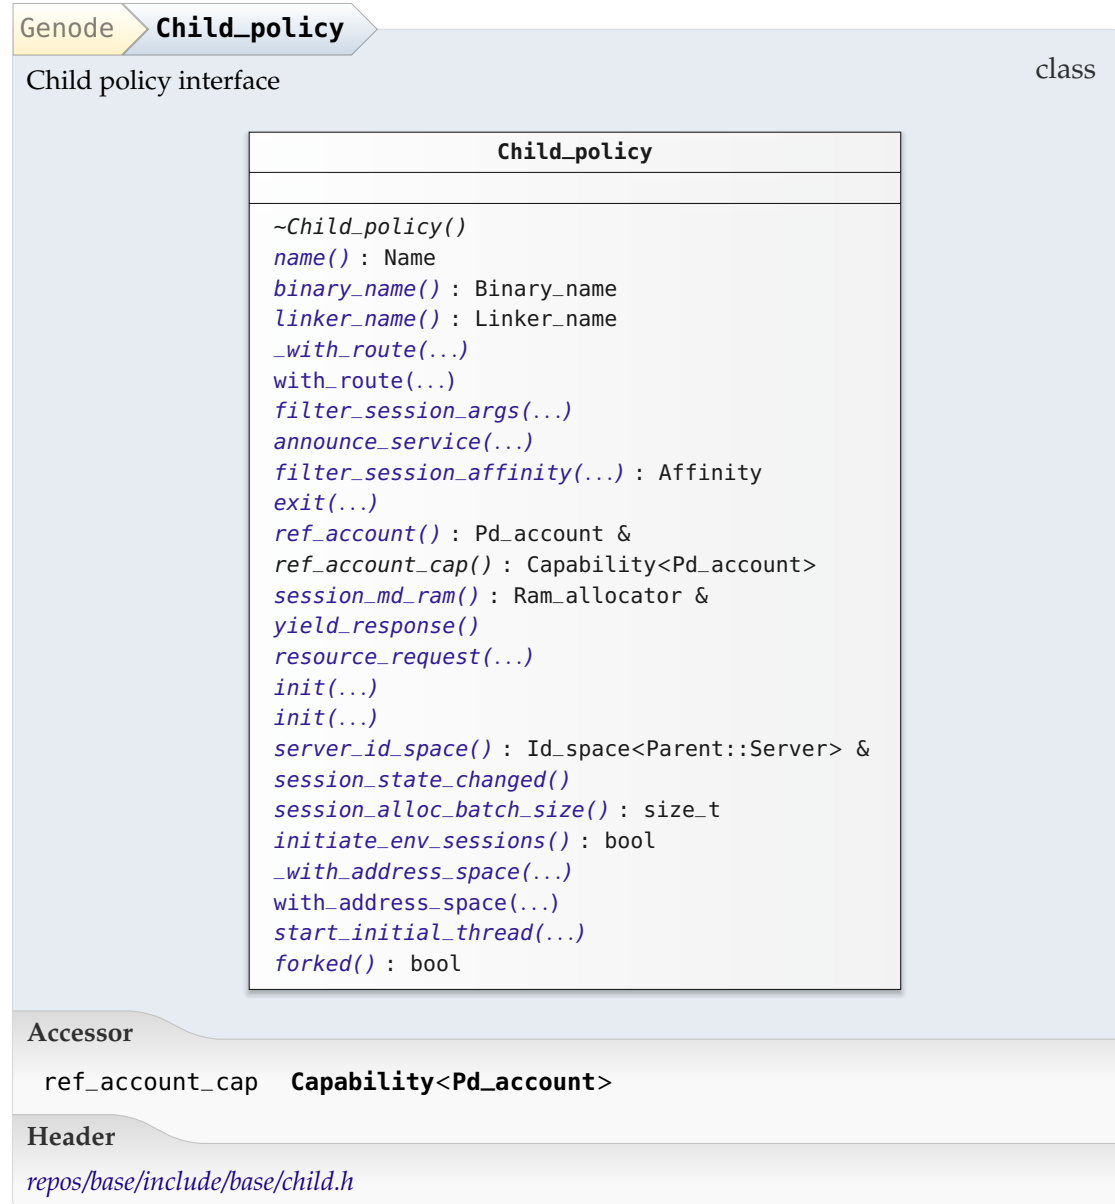 Genode Child_policy
Child policy interface
class
Child_policy
~Child_policy()
name() : Name
binary_name() : Binary_name
linker_name() : Linker_name
_with_route(...)
with_route(...)
filter_session_args(...)
announce_service(...)
filter_session_affinity(...) : Affinity
exit(...)
ref_account() : Pd_account &
ref_account_cap() : Capability<Pd_account>
session_md_ram() : Ram_allocator &
yield_response()
resource_request(...)
init(...)
init(...)
server_id_space() : Id_space<Parent::Server> &
session_state_changed()
session_alloc_batch_size() : size_t
initiate_env_sessions() : bool
_with_address_space(...)
with_address_space(...)
start_initial_thread(...)
forked() : bool
Accessor
ref_account_cap Capability<Pd_account>
Header
repos/base/include/base/child.h